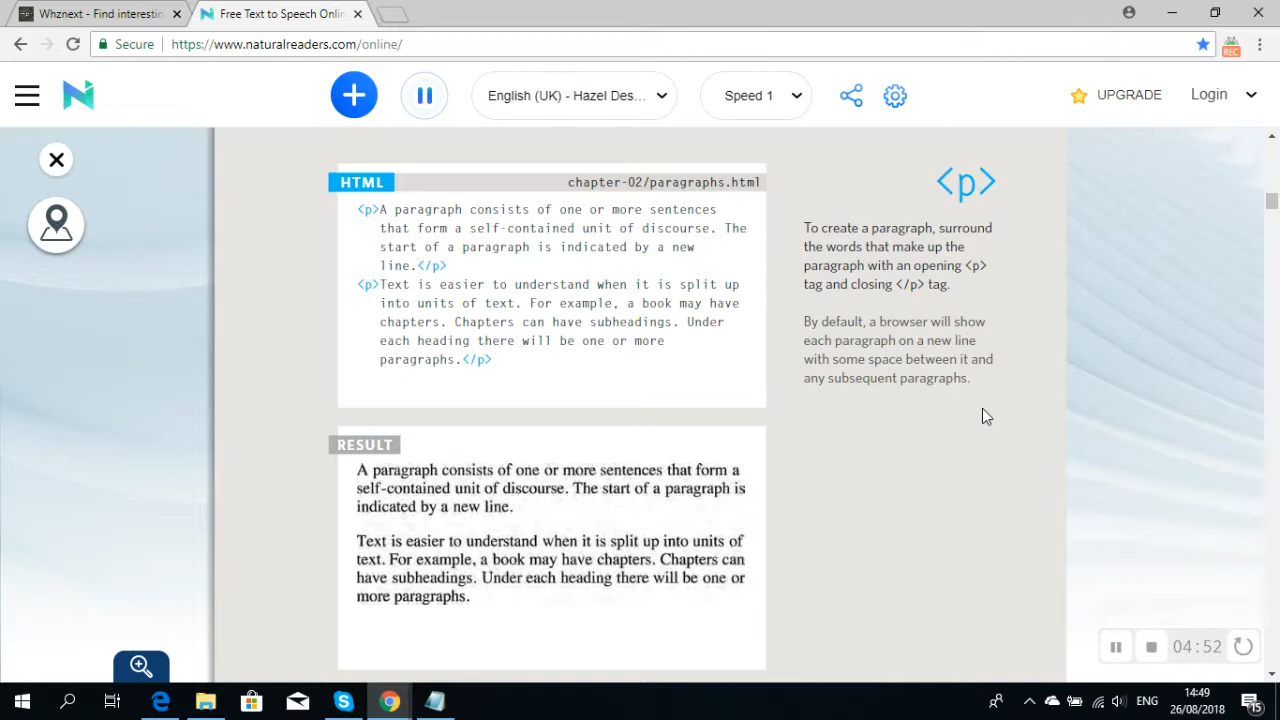 Whznext - Find interestin
Free Text to Speech Onlin
Secure
https://www.naturalreaders.com/online/
REC
English (UK) - Hazel Des...
Speed 1
UPGRADE
Login
HTML
chapter-02/paragraphs.html
<p>A paragraph consists of one or more sentences
that form a self-contained unit of discourse. The
start of a paragraph is indicated by a new
line.</p>
<p>Text is easier to understand when it is split up
into units of text. For example, a book may have
chapters. Chapters can have subheadings. Under
each heading there will be one or more
paragraphs.</p>
<p>
To create a paragraph, surround
the words that make up the
paragraph with an opening <p>
tag and closing </p> tag.
By default, a browser will show
each paragraph on a new line
with some space between it and
any subsequent paragraphs.
RESULT
A paragraph consists of one or more sentences that form a
self-contained unit of discourse. The start of a paragraph is
indicated by a new line.
Text is easier to understand when it is split up into units of
text. For example, a book may have chapters. Chapters can
have subheadings. Under each heading there will be one or
more paragraphs.
04:52
ENG
14:49
26/08/2018
15